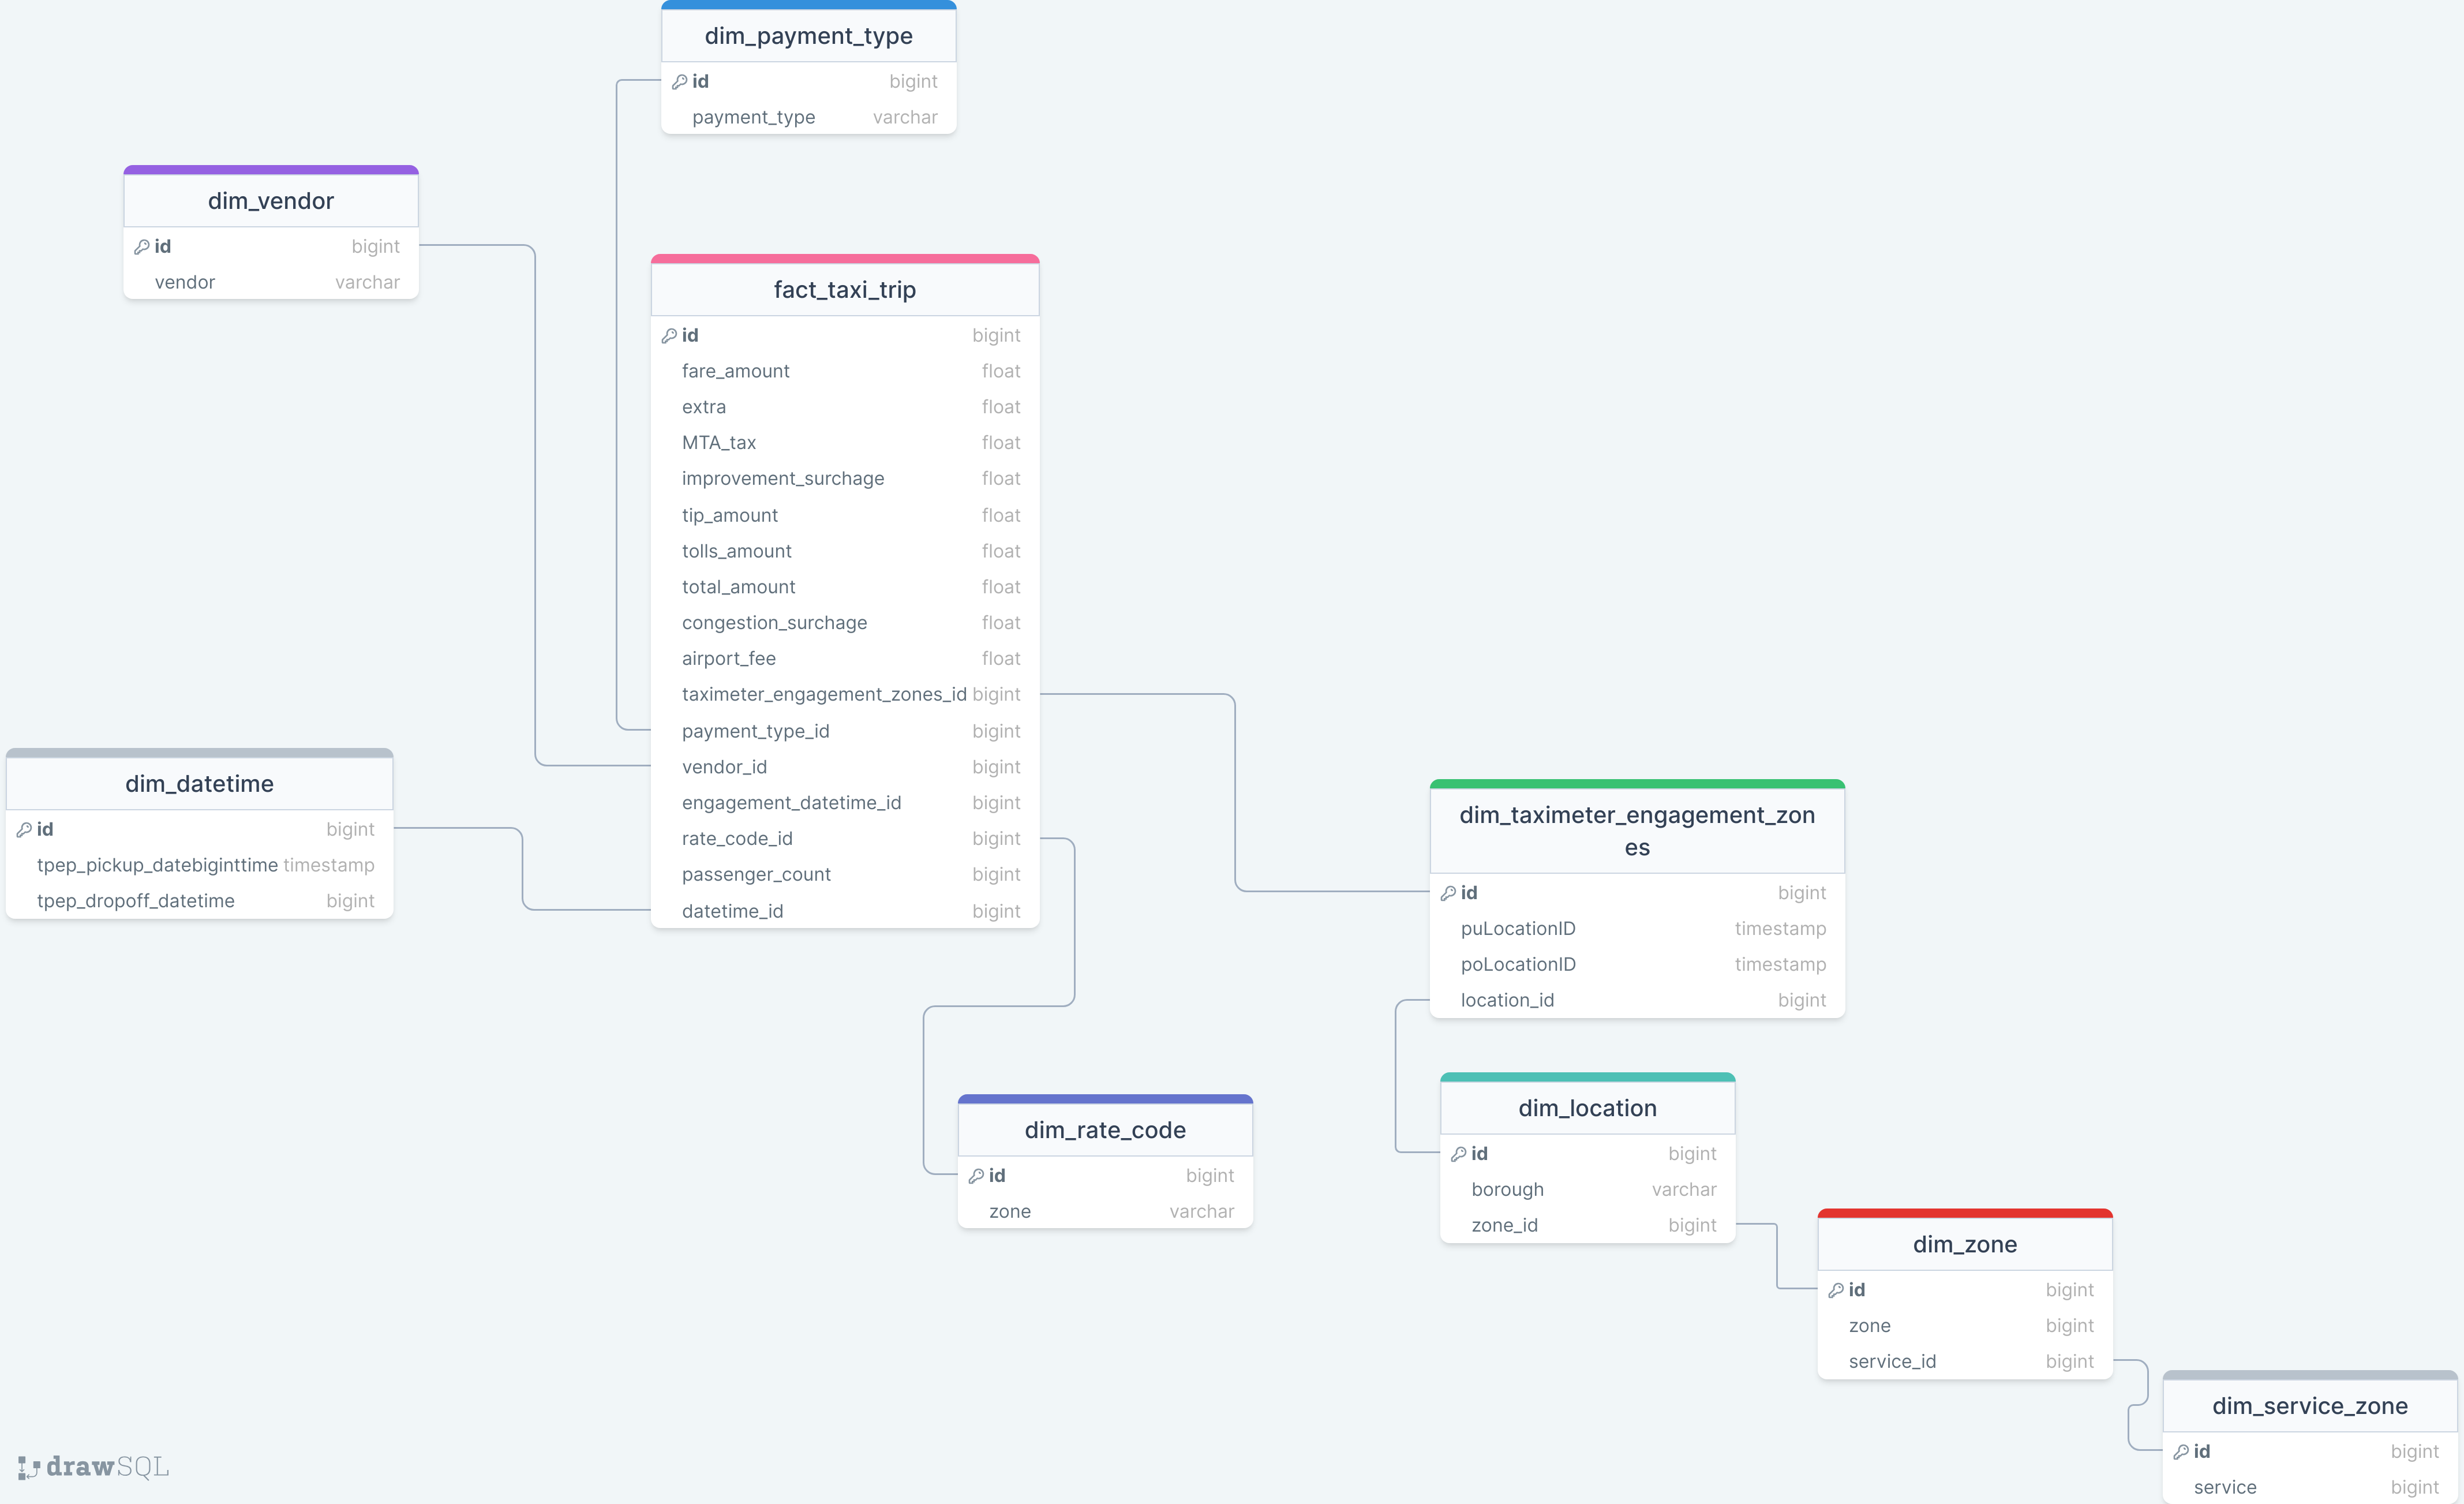 dim_payment_type
id bigint
payment_type varchar
dim_vendor
id bigint
vendor varchar
fact_taxi_trip
id bigint
fare_amount float
extra float
MTA_tax float
improvement_surchage float
tip_amount float
tolls_amount float
total_amount float
congestion_surchage float
airport_fee float
taximeter_engagement_zones_id bigint
payment_type_id bigint
vendor_id bigint
engagement_datetime_id bigint
rate_code_id bigint
passenger_count bigint
datetime_id bigint
dim_datetime
id bigint
tpep_pickup_datebiginttime timestamp
tpep_dropoff_datetime bigint
dim_taximeter_engagement_zon
es
id bigint
puLocationID timestamp
poLocationID timestamp
location_id bigint
dim_rate_code
id bigint
zone varchar
dim_location
id bigint
borough varchar
zone_id bigint
dim_zone
id bigint
zone bigint
service_id bigint
dim_service_zone
id bigint
service bigint
drawSQL